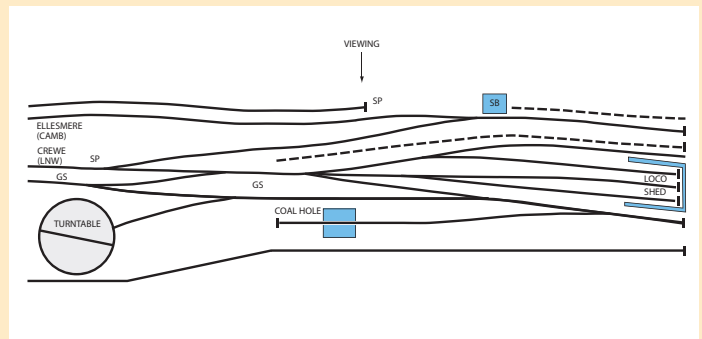 VIEWING
SP
SB
ELLESMERE
(CAMB)
CREWE
(LNW)
SP
GS
GS
LOCO
SHED
COAL HOLE
TURNTABLE